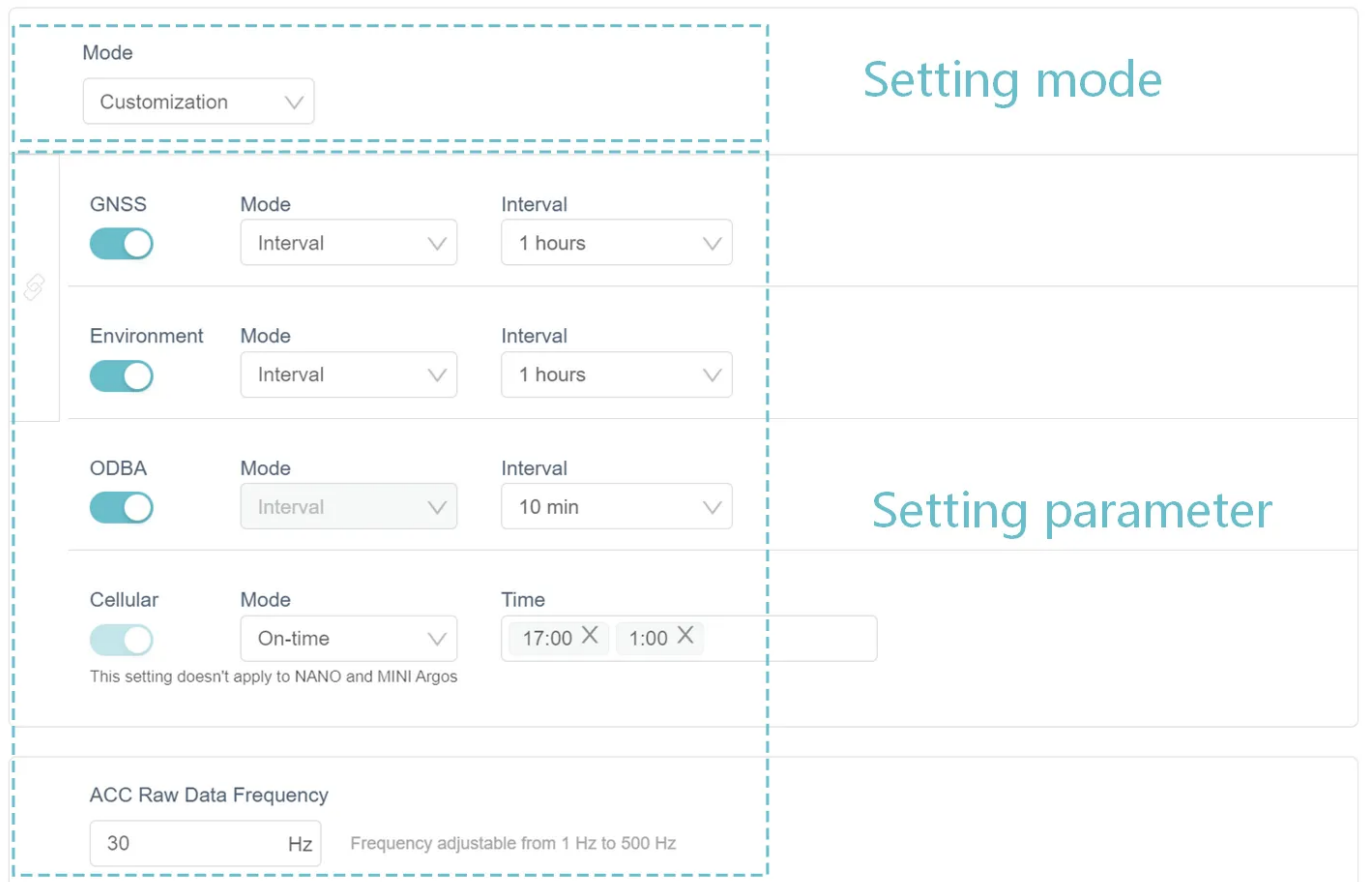 Mode
Setting mode
Customization
GNSS Mode Interval
Interval 1 hours
Environment Mode Interval
Interval 1 hours
ODBA Mode Interval
Interval 10 min
Setting parameter
Cellular Mode Time
On-time 17:00 1:00
This setting doesn't apply to NANO and MINI Argos
ACC Raw Data Frequency
30 Hz Frequency adjustable from 1 Hz to 500 Hz